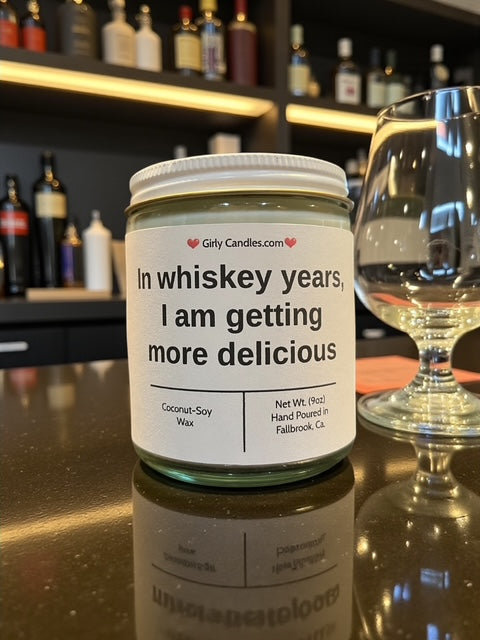 Girly Candles.com
In whiskey years,
I am getting
more delicious
Coconut-Soy
Wax
Net Wt. (9oz)
Hand Poured in
Fallbrook, Ca.